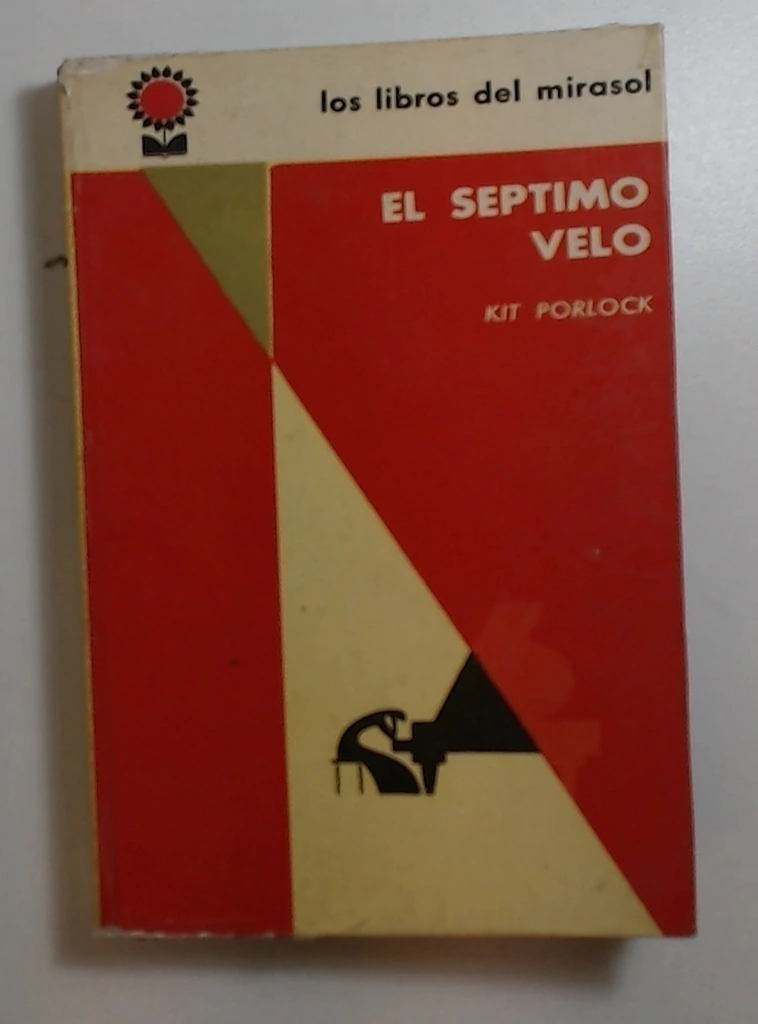 los libros del mirasol
EL SEPTIMO
VELO
KIT PORLOCK